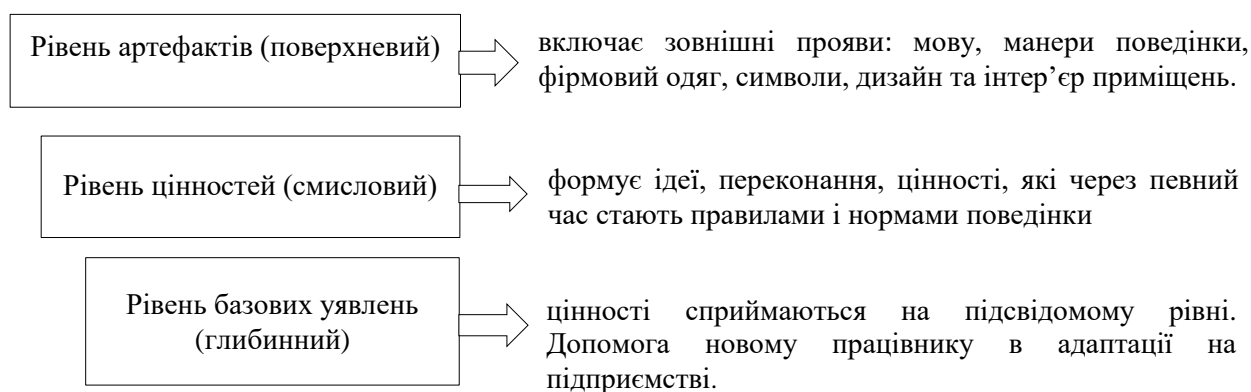 Рівень артефактів (поверхневий)
включає зовнішні прояви: мову, манери поведінки,
фірмовий одяг, символи, дизайн та інтер’єр приміщень.
Рівень цінностей (смисловий)
формує ідеї, переконання, цінності, які через певний
час стають правилами і нормами поведінки
Рівень базових уявлень
(глибинний)
цінності сприймаються на підсвідомому рівні.
Допомога новому працівнику в адаптації на
підприємстві.